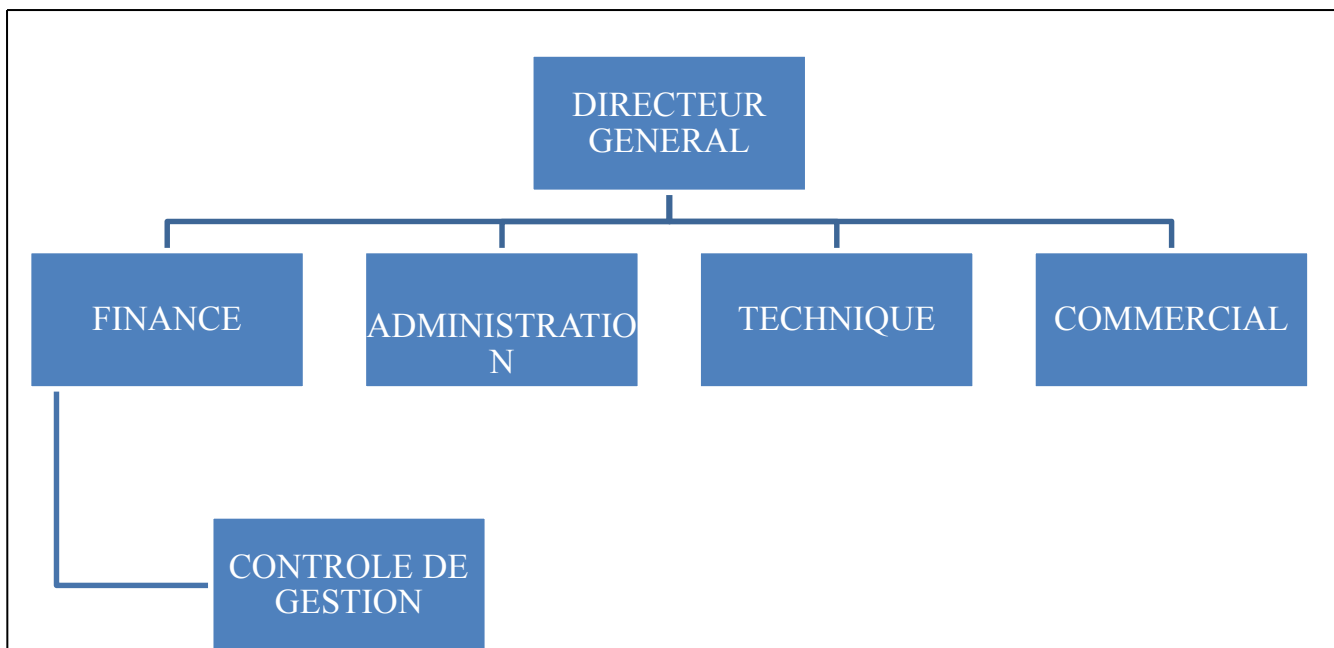 DIRECTEUR
GENERAL
FINANCE
ADMINISTRATIO
N
TECHNIQUE
COMMERCIAL
CONTROLE DE
GESTION